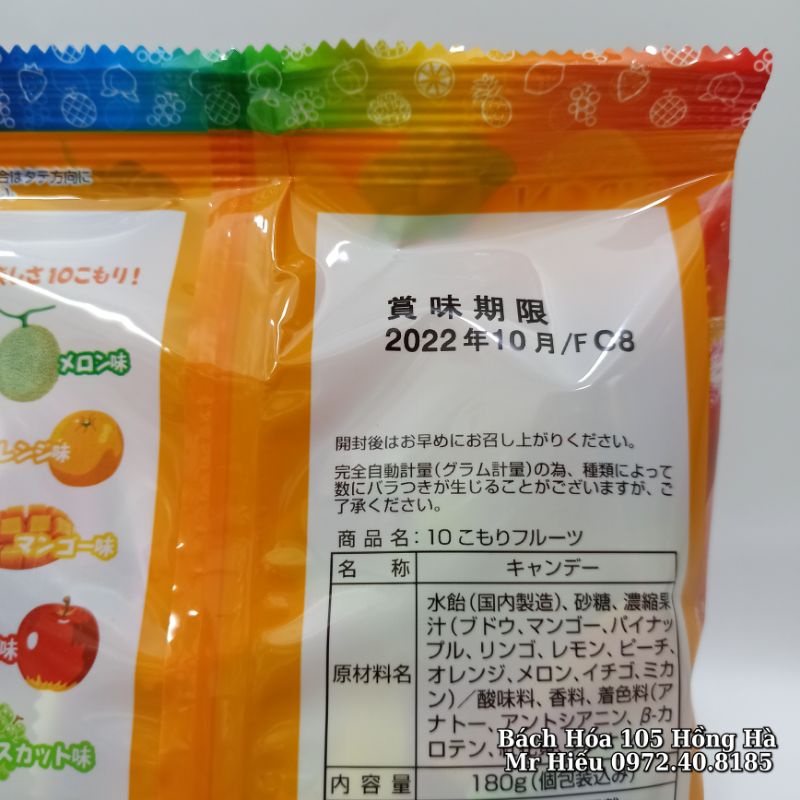 合はタテ方向に
しさ10こもり!
メロン味
レンジ味
マンゴー味
味
スカット味
賞味期限
2022年10月/FC8
開封後はお早めにお召し上がりください。
完全自動計量(グラム計量)の為、種類によって
数にバラつきが生じることがございますが、ご
了承ください。
商品名:10こもりフルーツ
名称 キャンデー
原材料名
水飴(国内製造)、砂糖、濃縮果
汁(ブドウ、マンゴー、パイナッ
プル、リンゴ、レモン、ピーチ、
オレンジ、メロン、イチゴ、ミカ
ン)/酸味料、香料、着色料(ア
ナトー、アントシアニン、β-カ
ロテン、
内容量 180g(個包装込み)
Bách Hóa 105 Hồng Hà
Mr Hiếu 0972.40.8185